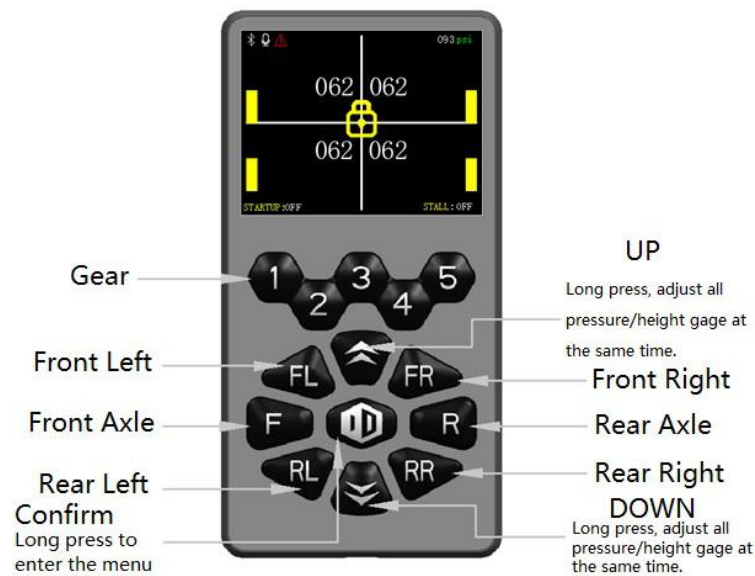 093 psi
062 062
062 062
STARTUP:OFF STALL:OFF
Gear
1 2 3 4 5
UP
Long press, adjust all
pressure/height gage at
the same time.
Front Left
FL
FR
Front Right
Front Axle
F
R
Rear Axle
Rear Left
RL
RR
Rear Right
Confirm
Long press to
enter the menu
DOWN
Long press, adjust all
pressure/height gage at
the same time.